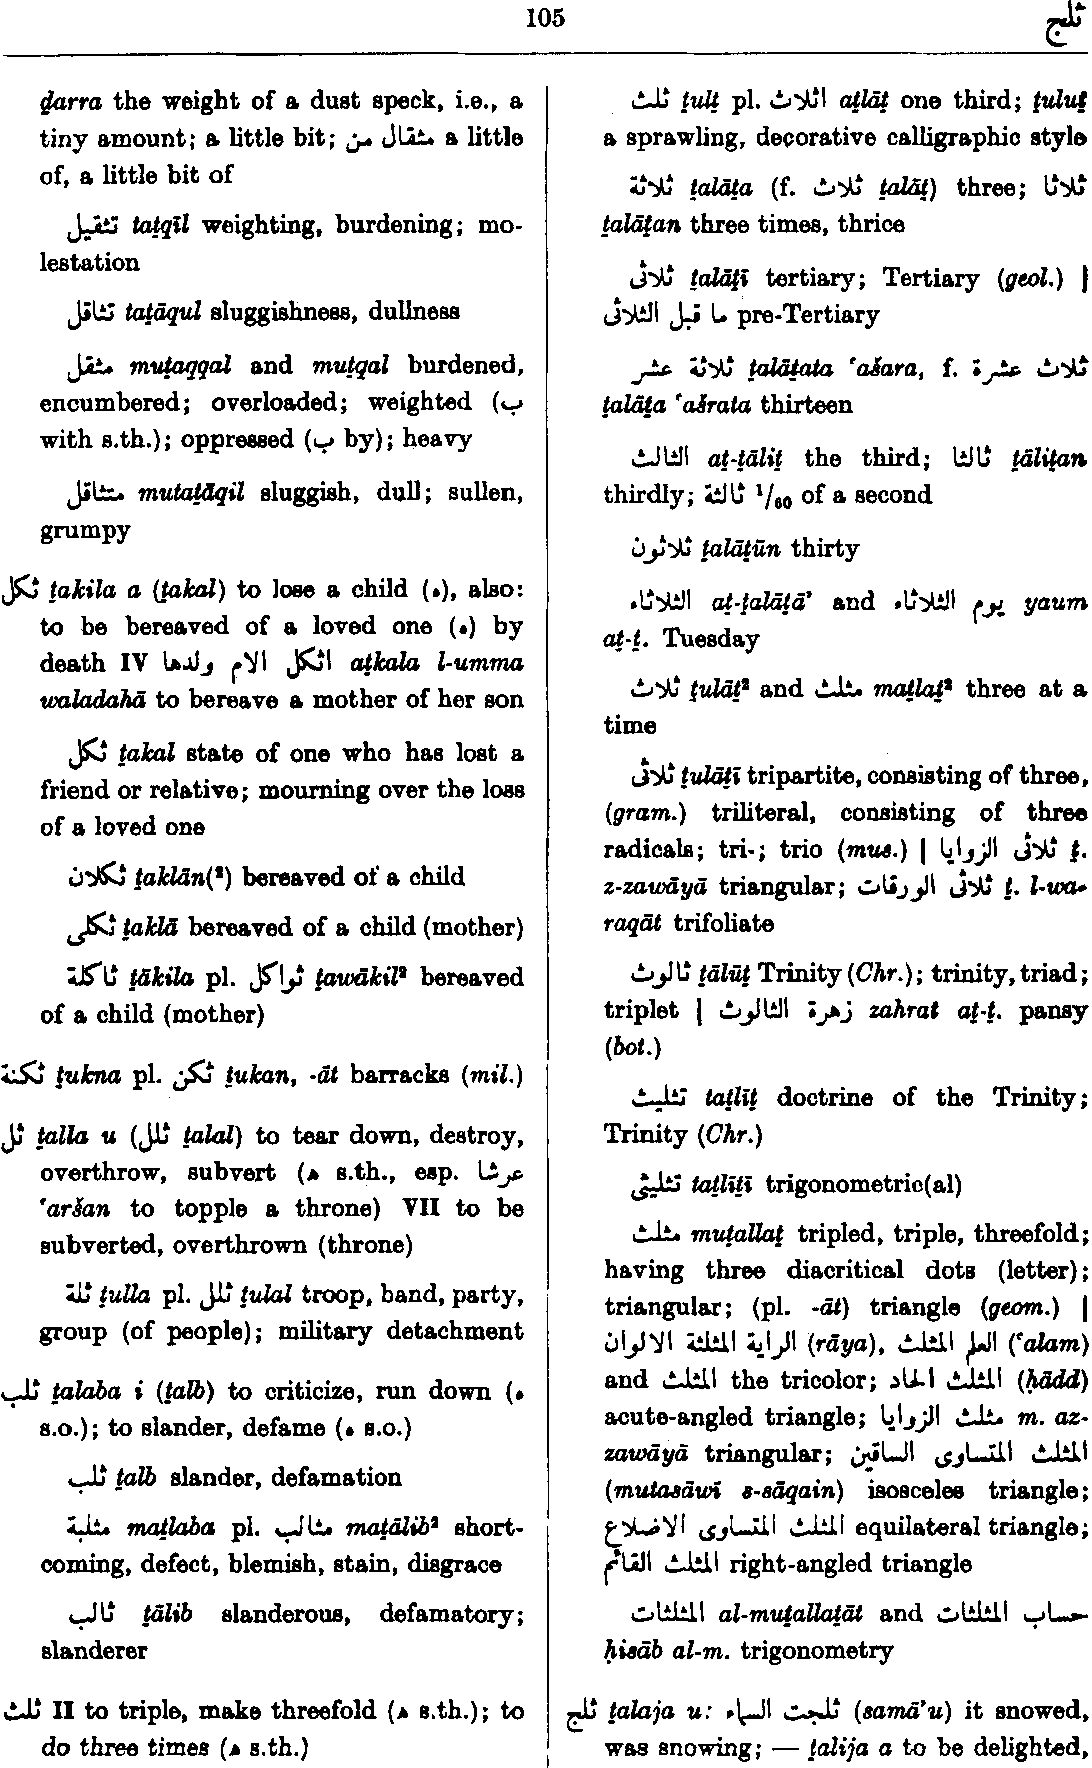 105
ثلج
ḏarra the weight of a dust speck, i.e., a
tiny amount; a little bit; مثقال من a little
of, a little bit of
تثقيل taṯqīl weighting, burdening; mo-
lestation
تثاقل taṯāqul sluggishness, dullness
مثقل muṯaqqal and muṯqal burdened,
encumbered; overloaded; weighted (ب
with s.th.); oppressed (ب by); heavy
متثاقل mutaṯāqil sluggish, dull; sullen,
grumpy
ثكل ṯakila a (ṯakal) to lose a child (ه), also:
to be bereaved of a loved one (ه) by
death IV اثكل الام ولدها aṯkala l-umma
waladahā to bereave a mother of her son
ثكل ṯakal state of one who has lost a
friend or relative; mourning over the loss
of a loved one
ثكلان ṯaklān(²) bereaved of a child
ثكلى ṯaklā bereaved of a child (mother)
ثاكلة ṯākila pl. ثواكل ṯawākil² bereaved
of a child (mother)
ثكنة ṯukna pl. ثكن ṯukan, -āt barracks (mil.)
ثل ṯalla u (ثلل ṯalal) to tear down, destroy,
overthrow, subvert (ھ s.th., esp. عرشا
ʿaršan to topple a throne) VII to be
subverted, overthrown (throne)
ثلة ṯulla pl. ثلل ṯulal troop, band, party,
group (of people); military detachment
ثلب ṯalaba i (ṯalb) to criticize, run down (ه
s.o.); to slander, defame (ه s.o.)
ثلب ṯalb slander, defamation
مثلبة maṯlaba pl. مثالب maṯālib² short-
coming, defect, blemish, stain, disgrace
ثالب ṯālib slanderous, defamatory;
slanderer
ثلث II to triple, make threefold (ھ s.th.); to
do three times (ھ s.th.)
ثلث ṯulṯ pl. اثلاث aṯlāṯ one third; ṯuluṯ
a sprawling, decorative calligraphic style
ثلاثة ṯalāṯa (f. ثلاث ṯalāṯ) three; ثلاثا
ṯalāṯan three times, thrice
ثلاثى ṯalāṯī tertiary; Tertiary (geol.) |
ما قبل الثلاثى pre-Tertiary
ثلاثة عشر ṯalāṯata ʿašara, f. ثلاث عشرة
ṯalāṯa ʿašrata thirteen
الثالث aṯ-ṯāliṯ the third; ثالثا ṯāliṯan
thirdly; ثالثة ¹/₆₀ of a second
ثلاثون ṯalāṯūn thirty
الثلاثاء aṯ-ṯalāṯāʾ and يوم الثلاثاء yaum
aṯ-ṯ. Tuesday
ثلاث ṯulāṯ² and مثلث maṯlaṯ² three at a
time
ثلاثى ṯulāṯī tripartite, consisting of three,
(gram.) triliteral, consisting of three
radicals; tri-; trio (mus.) | ثلاثى الزوايا ṯ.
z-zawāyā triangular; ثلاثى الورقات ṯ. l-wa-
raqāt trifoliate
ثالوث ṯālūṯ Trinity (Chr.); trinity, triad;
triplet | زهرة الثالوث zahrat aṯ-ṯ. pansy
(bot.)
تثليث taṯlīṯ doctrine of the Trinity;
Trinity (Chr.)
تثليثى taṯlīṯī trigonometric(al)
مثلث muṯallaṯ tripled, triple, threefold;
having three diacritical dots (letter);
triangular; (pl. -āt) triangle (geom.) |
الراية المثلثة الالوان (rāya), العلم المثلث (ʿalam)
and المثلث the tricolor; المثلث الحاد (ḥādd)
acute-angled triangle; مثلث الزوايا m. az-
zawāyā triangular; المثلث المتساوى الساقين
(mutasāwī s-sāqain) isosceles triangle;
المثلث المتساوى الاضلاع equilateral triangle;
المثلث القائم right-angled triangle
المثلثات al-muṯallaṯāt and حساب المثلثات
ḥisāb al-m. trigonometry
ثلج ṯalaja u: ثلجت السماء (samāʾu) it snowed,
was snowing; — ṯalija a to be delighted,